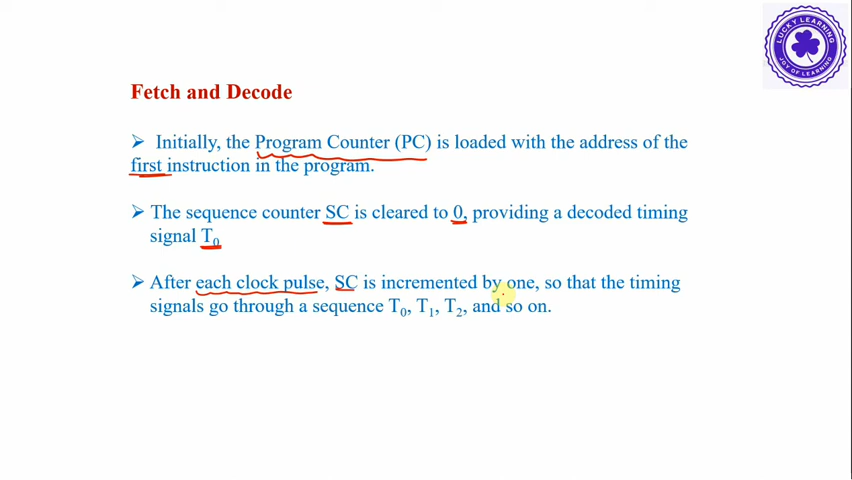 LUCKY LEARNING
JOY OF LEARNING
Fetch and Decode
➢ Initially, the Program Counter (PC) is loaded with the address of the
first instruction in the program.
➢ The sequence counter SC is cleared to 0, providing a decoded timing
signal T₀
➢ After each clock pulse, SC is incremented by one, so that the timing
signals go through a sequence T₀, T₁, T₂, and so on.